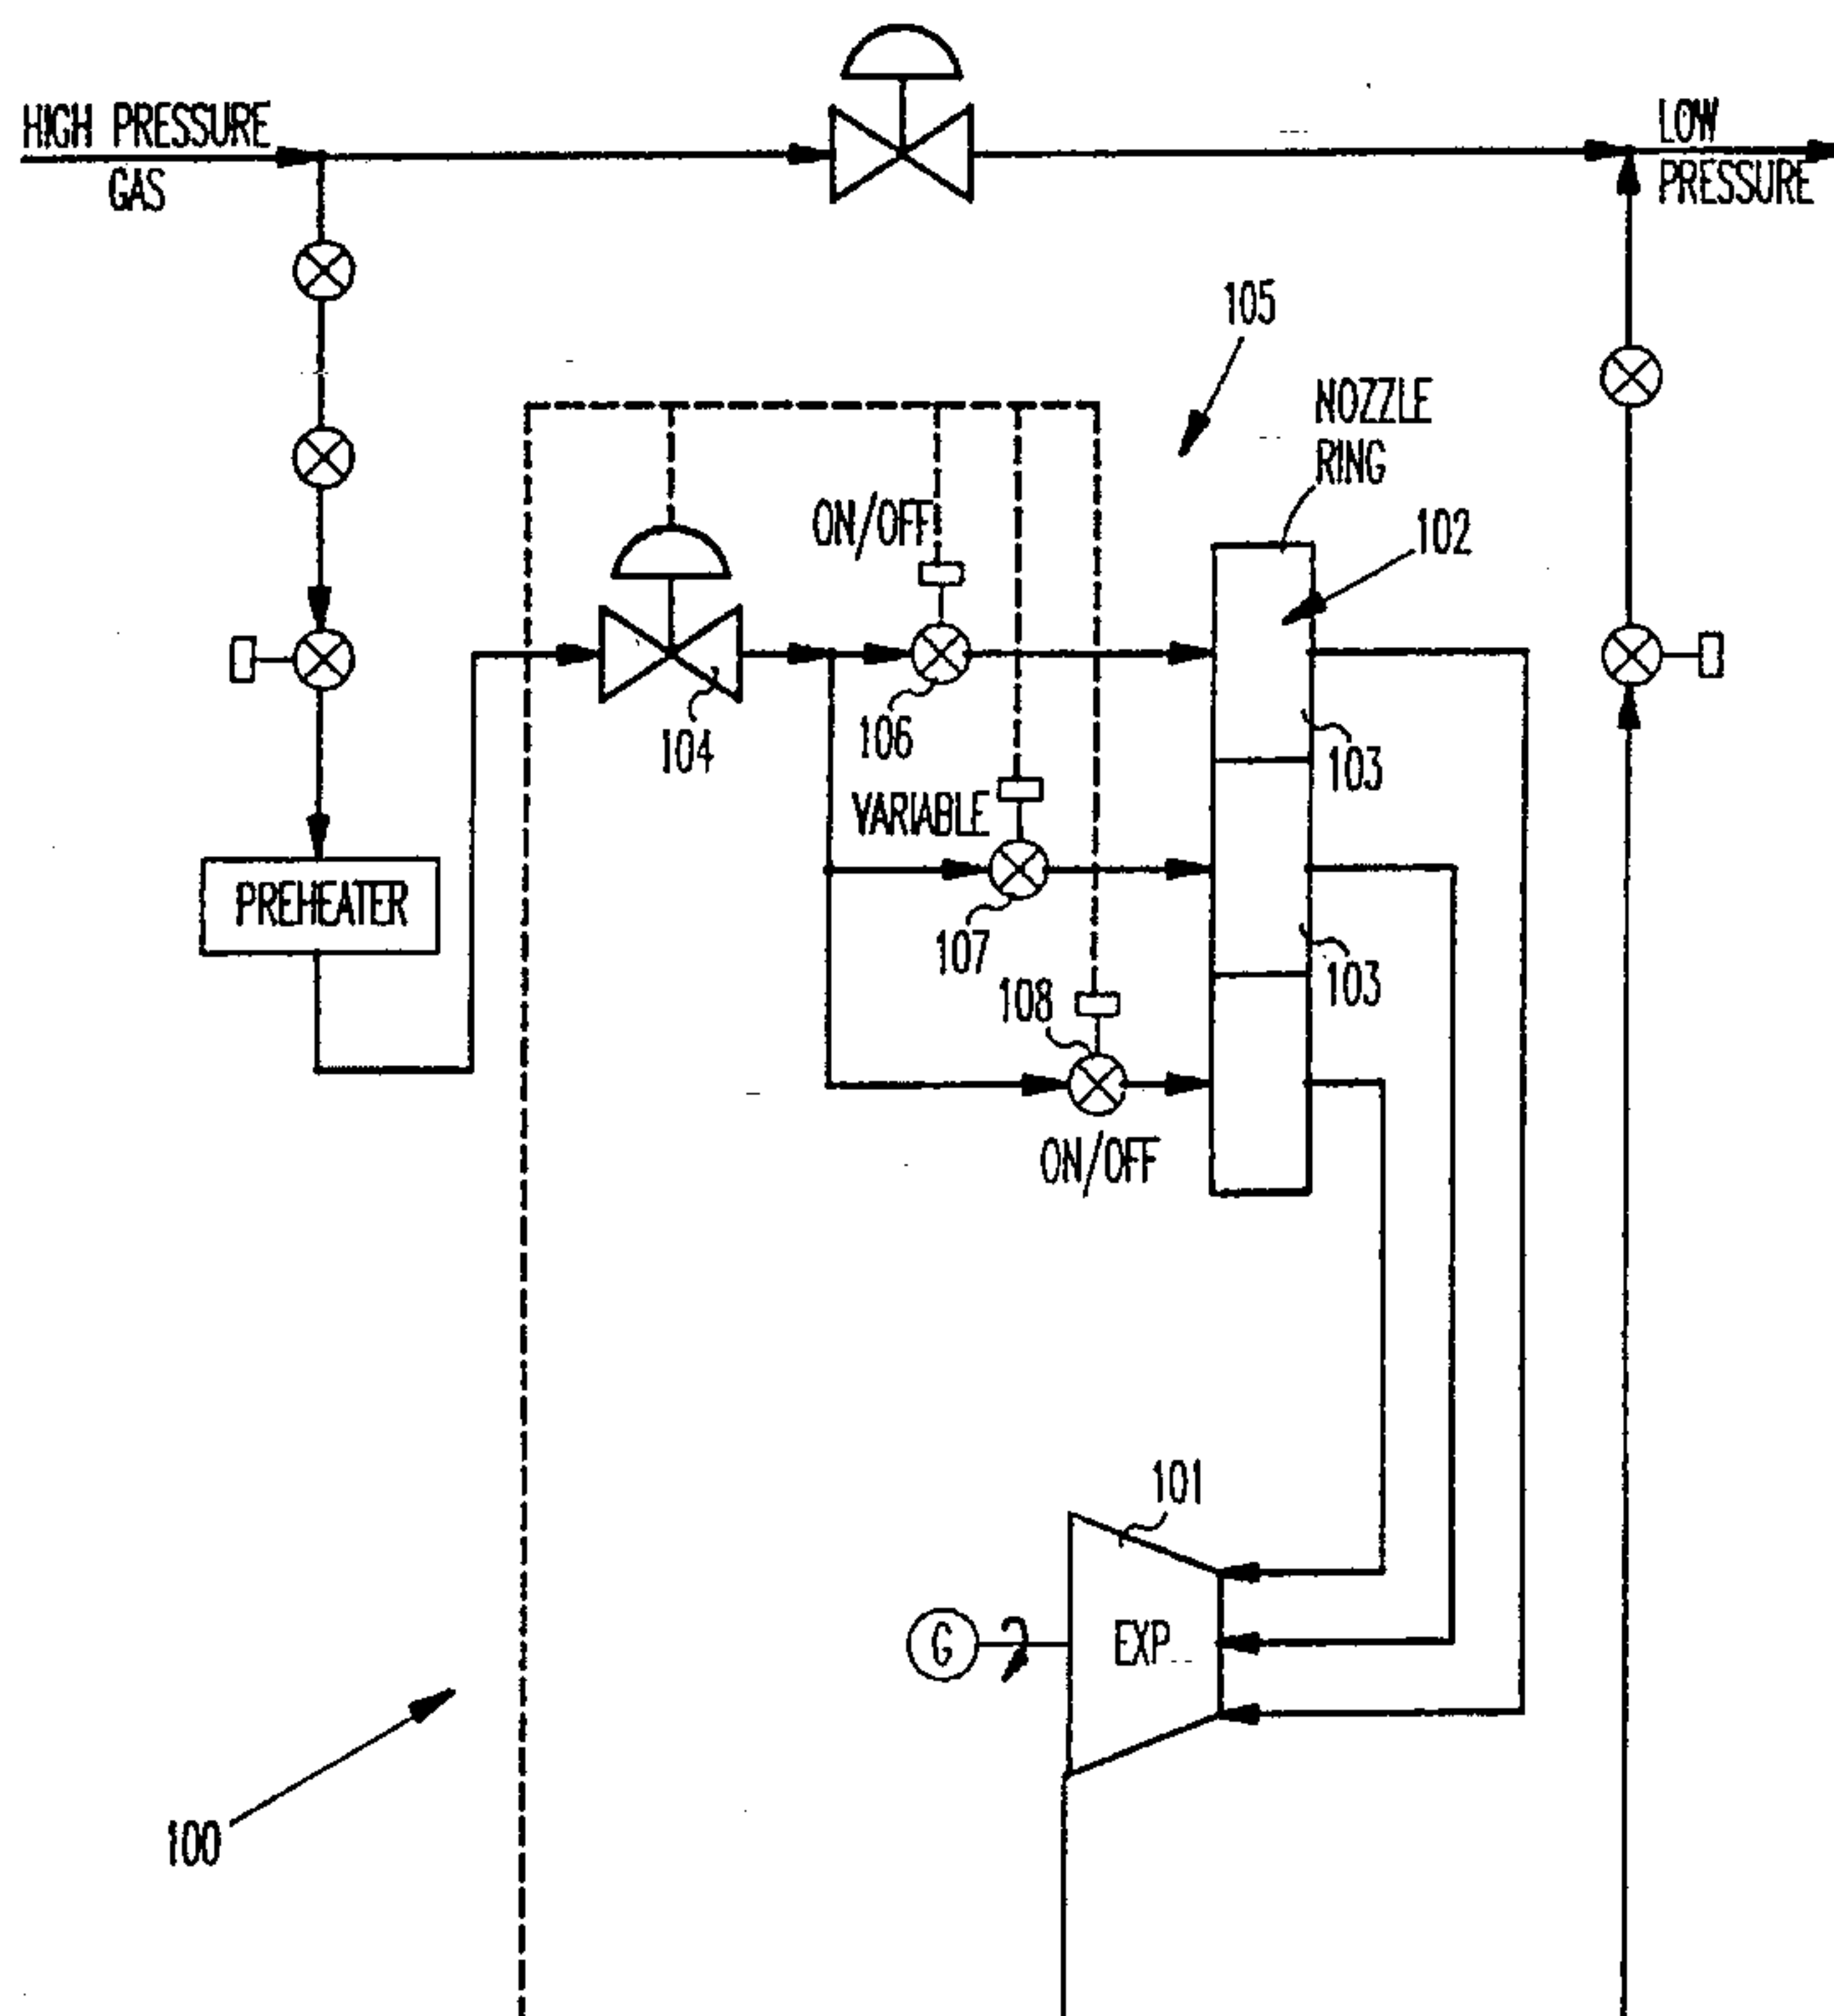 HIGH PRESSURE
GAS
LOW
PRESSURE
105
NOZZLE
RING
ON/OFF
102
104
106
103
VARIABLE
PREHEATER
107
103
108
ON/OFF
101
G
EXP
100